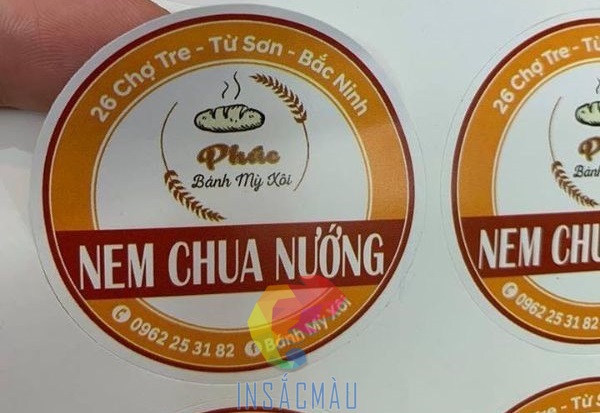 26 Chợ Tre - Từ Sơn - Bắc Ninh
Phúc
Bánh Mỳ Xôi
NEM CHUA NƯỚNG
0962 25 31 82
Bánh Mỳ Xôi
INSẮCMÀU
26 Chợ Tre - Từ
NEM CHU
0962 25 31 82